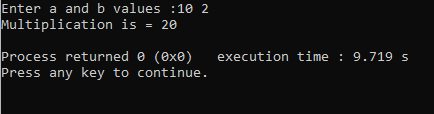 Enter a and b values :10 2
Multiplication is = 20
Process returned 0 (0x0)   execution time : 9.719 s
Press any key to continue.